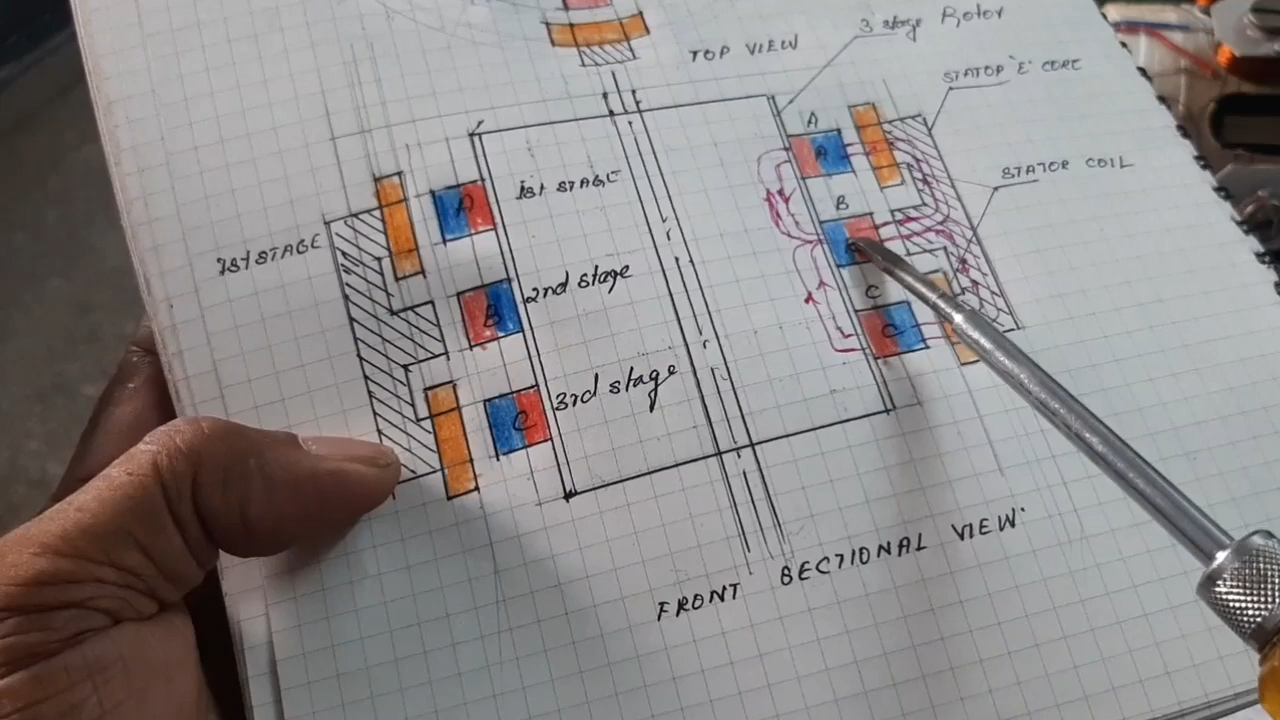 TOP VIEW
3 stage Rotor
STATOP 'E' CORE
STATOR COIL
A
A
B
C
C
1ST STAGE
A
1ST STAGE
B
2nd stage
C
3rd stage
FRONT SECTIONAL VIEW